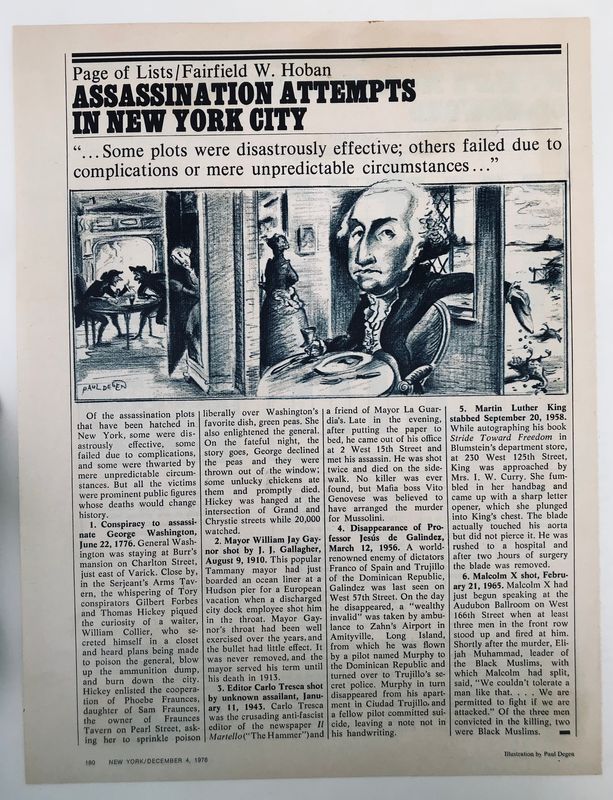 Page of Lists/Fairfield W. Hoban
ASSASSINATION ATTEMPTS
IN NEW YORK CITY
“...Some plots were disastrously effective; others failed due to
complications or mere unpredictable circumstances...”
PAUL DEGEN
Of the assassination plots
that have been hatched in
New York, some were dis-
astrously effective, some
failed due to complications,
and some were thwarted by
mere unpredictable circum-
stances. But all the victims
were prominent public figures
whose deaths would change
history.
1. Conspiracy to assassi-
nate George Washington,
June 22, 1776. General Wash-
ington was staying at Burr's
mansion on Charlton Street,
just east of Varick. Close by,
in the Serjeant's Arms Tav-
ern, the whispering of Tory
conspirators Gilbert Forbes
and Thomas Hickey piqued
the curiosity of a waiter,
William Collier, who se-
creted himself in a closet
and heard plans being made
to poison the general, blow
up the ammunition dump,
and burn down the city.
Hickey enlisted the coopera-
tion of Phoebe Fraunces,
daughter of Sam Fraunces,
the owner of Fraunces
Tavern on Pearl Street, ask-
ing her to sprinkle poison
liberally over Washington's
favorite dish, green peas. She
also enlightened the general.
On the fateful night, the
story goes, George declined
the peas and they were
thrown out of the window;
some unlucky chickens ate
them and promptly died.
Hickey was hanged at the
intersection of Grand and
Chrystie streets while 20,000
watched.
2. Mayor William Jay Gay-
nor shot by J. J. Gallagher,
August 9, 1910. This popular
Tammany mayor had just
boarded an ocean liner at a
Hudson pier for a European
vacation when a discharged
city dock employee shot him
in the throat. Mayor Gay-
nor's throat had been well
exercised over the years, and
the bullet had little effect. It
was never removed, and the
mayor served his term until
his death in 1913.
3. Editor Carlo Tresca shot
by unknown assailant, Janu-
ary 11, 1943. Carlo Tresca
was the crusading anti-fascist
editor of the newspaper Il
Martello (“The Hammer”) and
a friend of Mayor La Guar-
dia's. Late in the evening,
after putting the paper to
bed, he came out of his office
at 2 West 15th Street and
met his assassin. He was shot
twice and died on the side-
walk. No killer was ever
found, but Mafia boss Vito
Genovese was believed to
have arranged the murder
for Mussolini.
4. Disappearance of Pro-
fessor Jesús de Galindez,
March 12, 1956. A world-
renowned enemy of dictators
Franco of Spain and Trujillo
of the Dominican Republic,
Galindez was last seen on
West 57th Street. On the day
he disappeared, a “wealthy
invalid” was taken by ambu-
lance to Zahn's Airport in
Amityville, Long Island,
from which he was flown
by a pilot named Murphy to
the Dominican Republic and
turned over to Trujillo's se-
cret police. Murphy in turn
disappeared from his apart-
ment in Ciudad Trujillo, and
a fellow pilot committed sui-
cide, leaving a note not in
his handwriting.
5. Martin Luther King
stabbed September 20, 1958.
While autographing his book
Stride Toward Freedom in
Blumstein's department store,
at 230 West 125th Street,
King was approached by
Mrs. I. W. Curry. She fum-
bled in her handbag and
came up with a sharp letter
opener, which she plunged
into King's chest. The blade
actually touched his aorta
but did not pierce it. He was
rushed to a hospital and
after two hours of surgery
the blade was removed.
6. Malcolm X shot, Febru-
ary 21, 1965. Malcolm X had
just begun speaking at the
Audubon Ballroom on West
166th Street when at least
three men in the front row
stood up and fired at him.
Shortly after the murder, Eli-
jah Muhammad, leader of
the Black Muslims, with
which Malcolm had split,
said, “We couldn't tolerate a
man like that. . . . We are
permitted to fight if we are
attacked.” Of the three men
convicted in the killing, two
were Black Muslims.
160 NEW YORK/DECEMBER 4, 1978
Illustration by Paul Degen